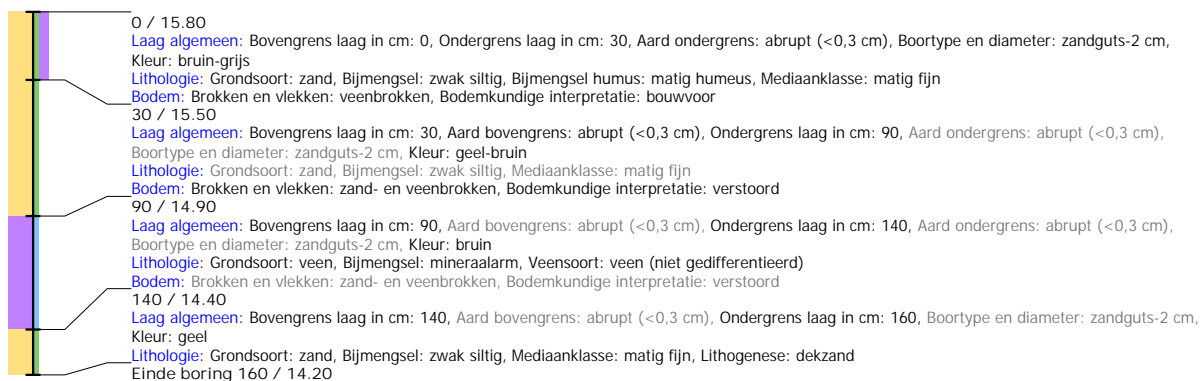 0 / 15.80
Laag algemeen: Bovengrens laag in cm: 0, Ondergrens laag in cm: 30, Aard ondergrens: abrupt (<0,3 cm), Boortype en diameter: zandguts-2 cm,
Kleur: bruin-grijs
Lithologie: Grondsoort: zand, Bijmengsel: zwak siltig, Bijmengsel humus: matig humeus, Mediaanklasse: matig fijn
Bodem: Brokken en vlekken: veenbrokken, Bodemkundige interpretatie: bouwvoor
30 / 15.50
Laag algemeen: Bovengrens laag in cm: 30, Aard bovengrens: abrupt (<0,3 cm), Ondergrens laag in cm: 90, Aard ondergrens: abrupt (<0,3 cm),
Boortype en diameter: zandguts-2 cm, Kleur: geel-bruin
Lithologie: Grondsoort: zand, Bijmengsel: zwak siltig, Mediaanklasse: matig fijn
Bodem: Brokken en vlekken: zand- en veenbrokken, Bodemkundige interpretatie: verstoord
90 / 14.90
Laag algemeen: Bovengrens laag in cm: 90, Aard bovengrens: abrupt (<0,3 cm), Ondergrens laag in cm: 140, Aard ondergrens: abrupt (<0,3 cm),
Boortype en diameter: zandguts-2 cm, Kleur: bruin
Lithologie: Grondsoort: veen, Bijmengsel: mineraalarm, Veensoort: veen (niet gedifferentieerd)
Bodem: Brokken en vlekken: zand- en veenbrokken, Bodemkundige interpretatie: verstoord
140 / 14.40
Laag algemeen: Bovengrens laag in cm: 140, Aard bovengrens: abrupt (<0,3 cm), Ondergrens laag in cm: 160, Boortype en diameter: zandguts-2 cm,
Kleur: geel
Lithologie: Grondsoort: zand, Bijmengsel: zwak siltig, Mediaanklasse: matig fijn, Lithogenese: dekzand
Einde boring 160 / 14.20